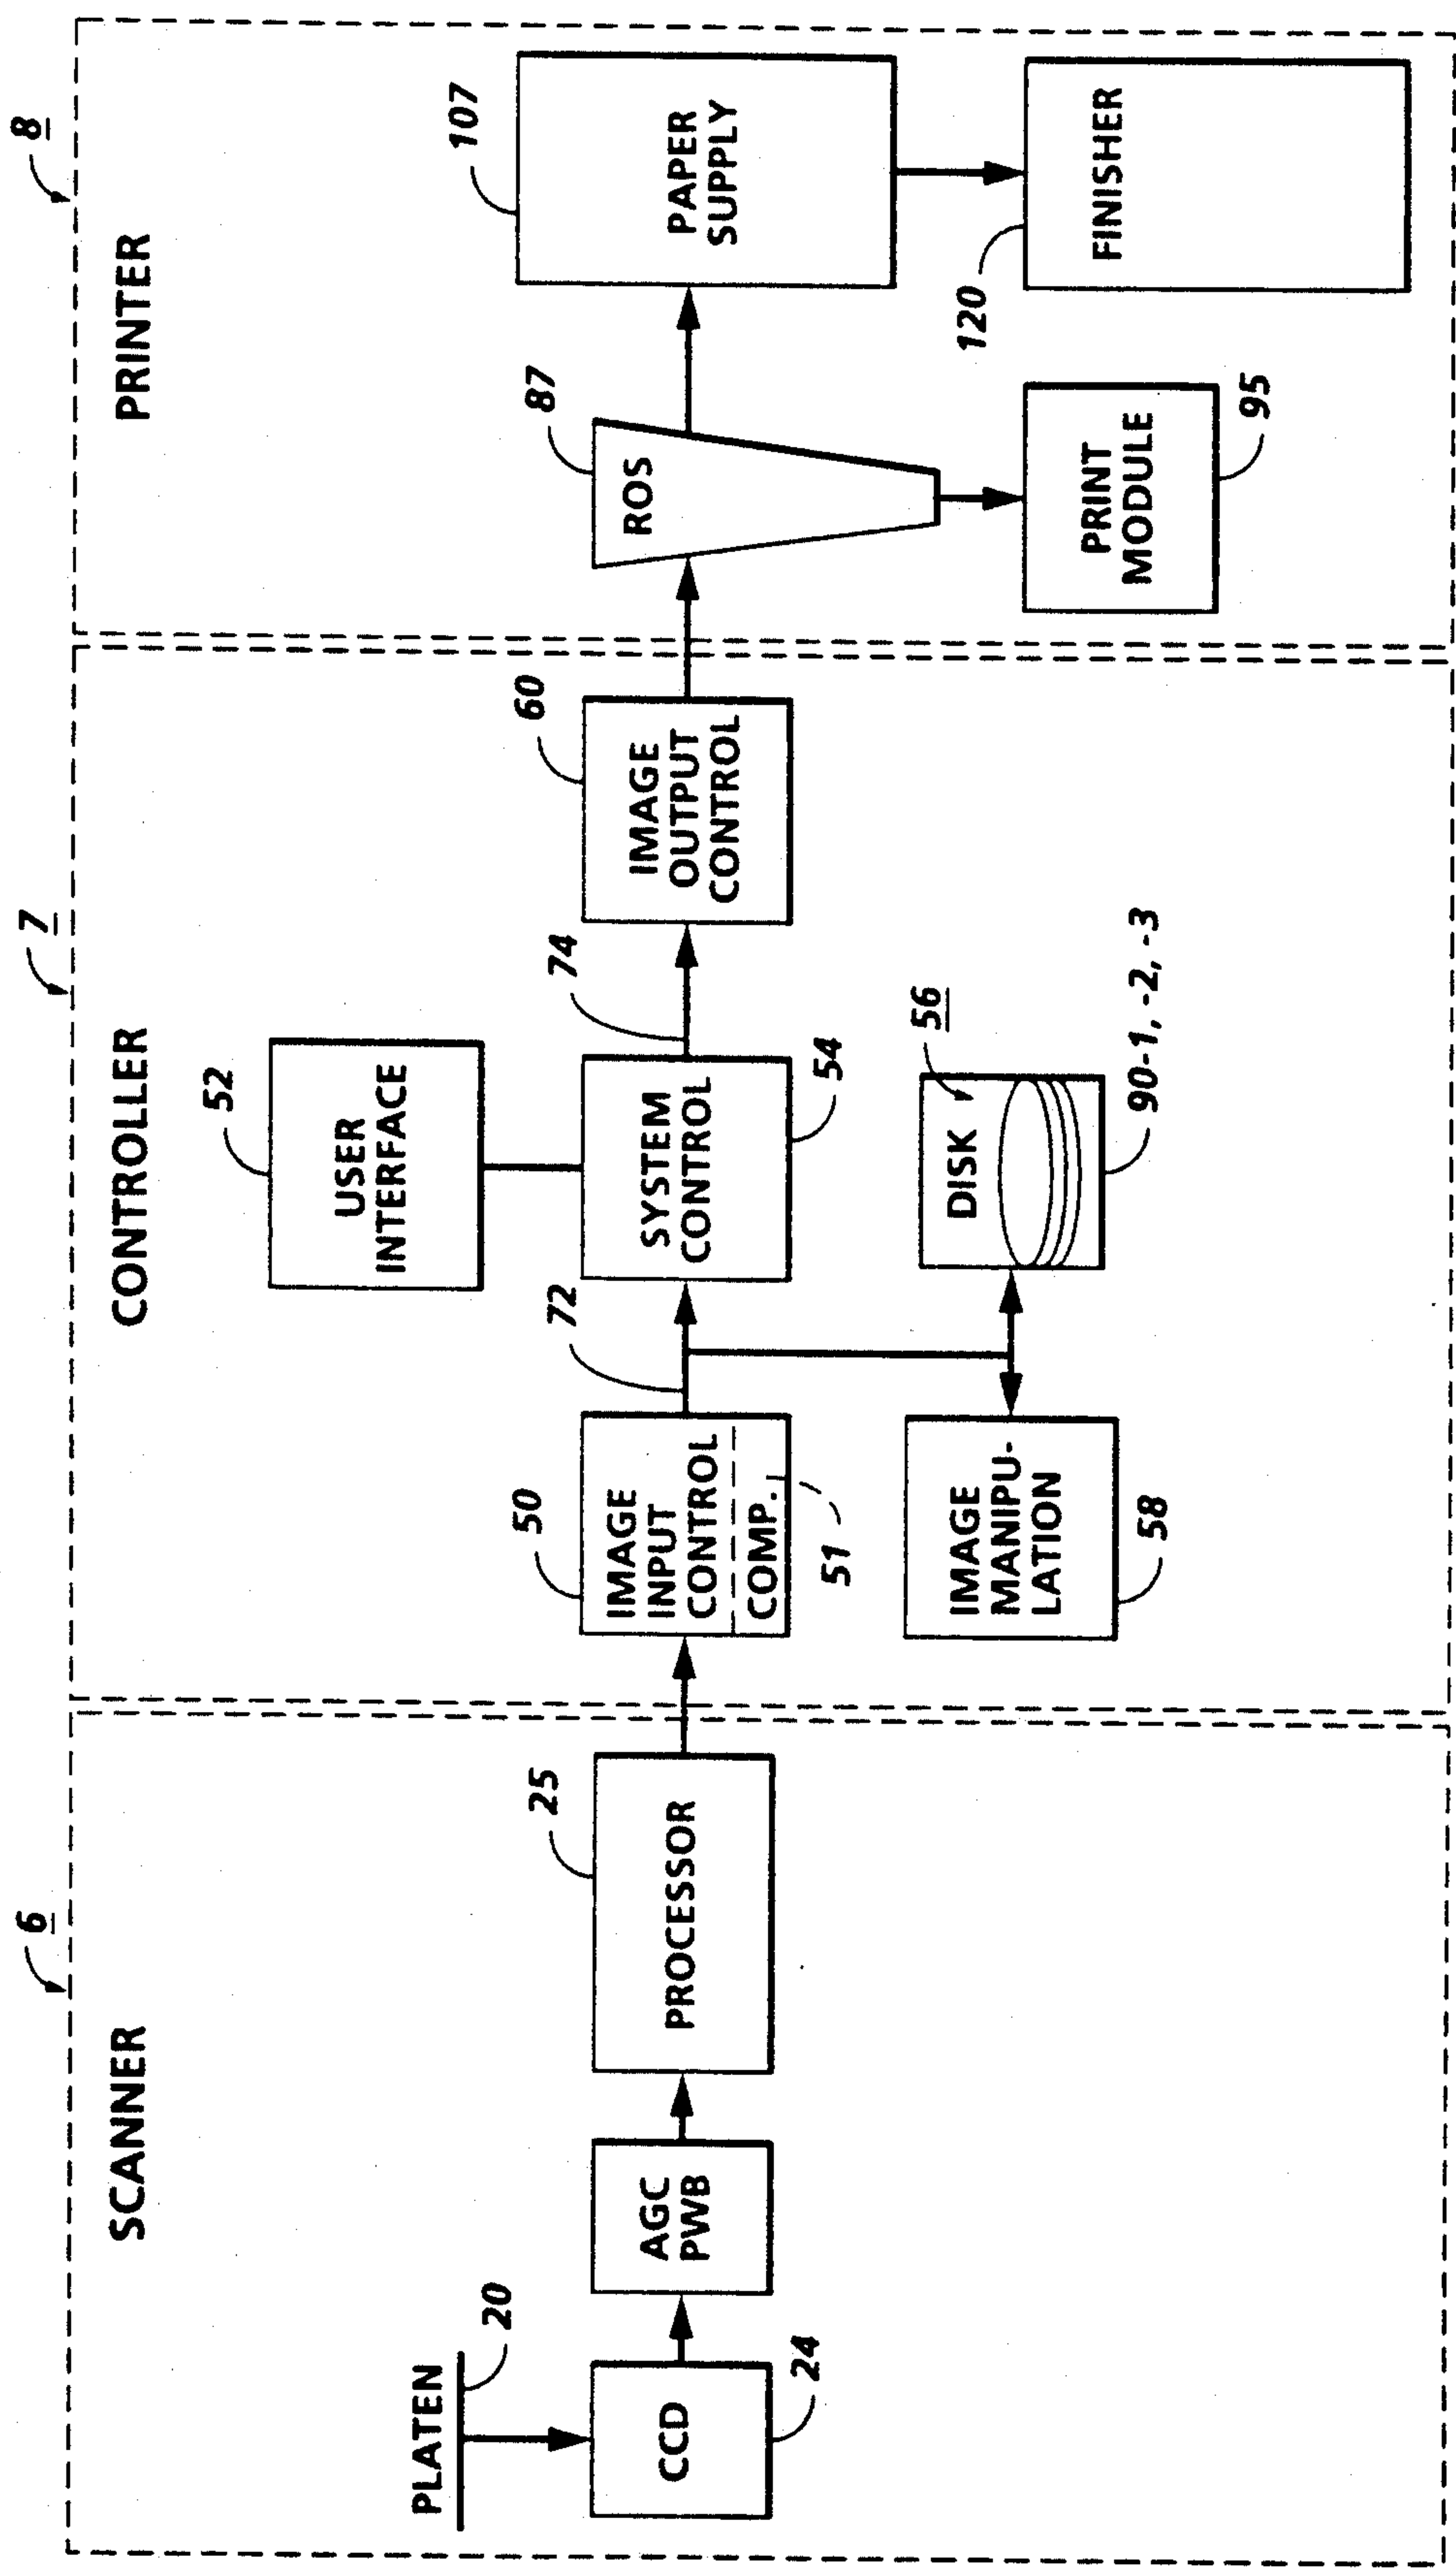 6
SCANNER
PLATEN
20
CCD
24
AGC
PWB
PROCESSOR
25
7
CONTROLLER
IMAGE
INPUT
CONTROL
COMP.
50
51
72
USER
INTERFACE
52
SYSTEM
CONTROL
54
74
IMAGE
MANIPU-
LATION
58
DISK
56
90-1, -2, -3
IMAGE
OUTPUT
CONTROL
60
8
PRINTER
ROS
87
PRINT
MODULE
95
PAPER
SUPPLY
107
FINISHER
120